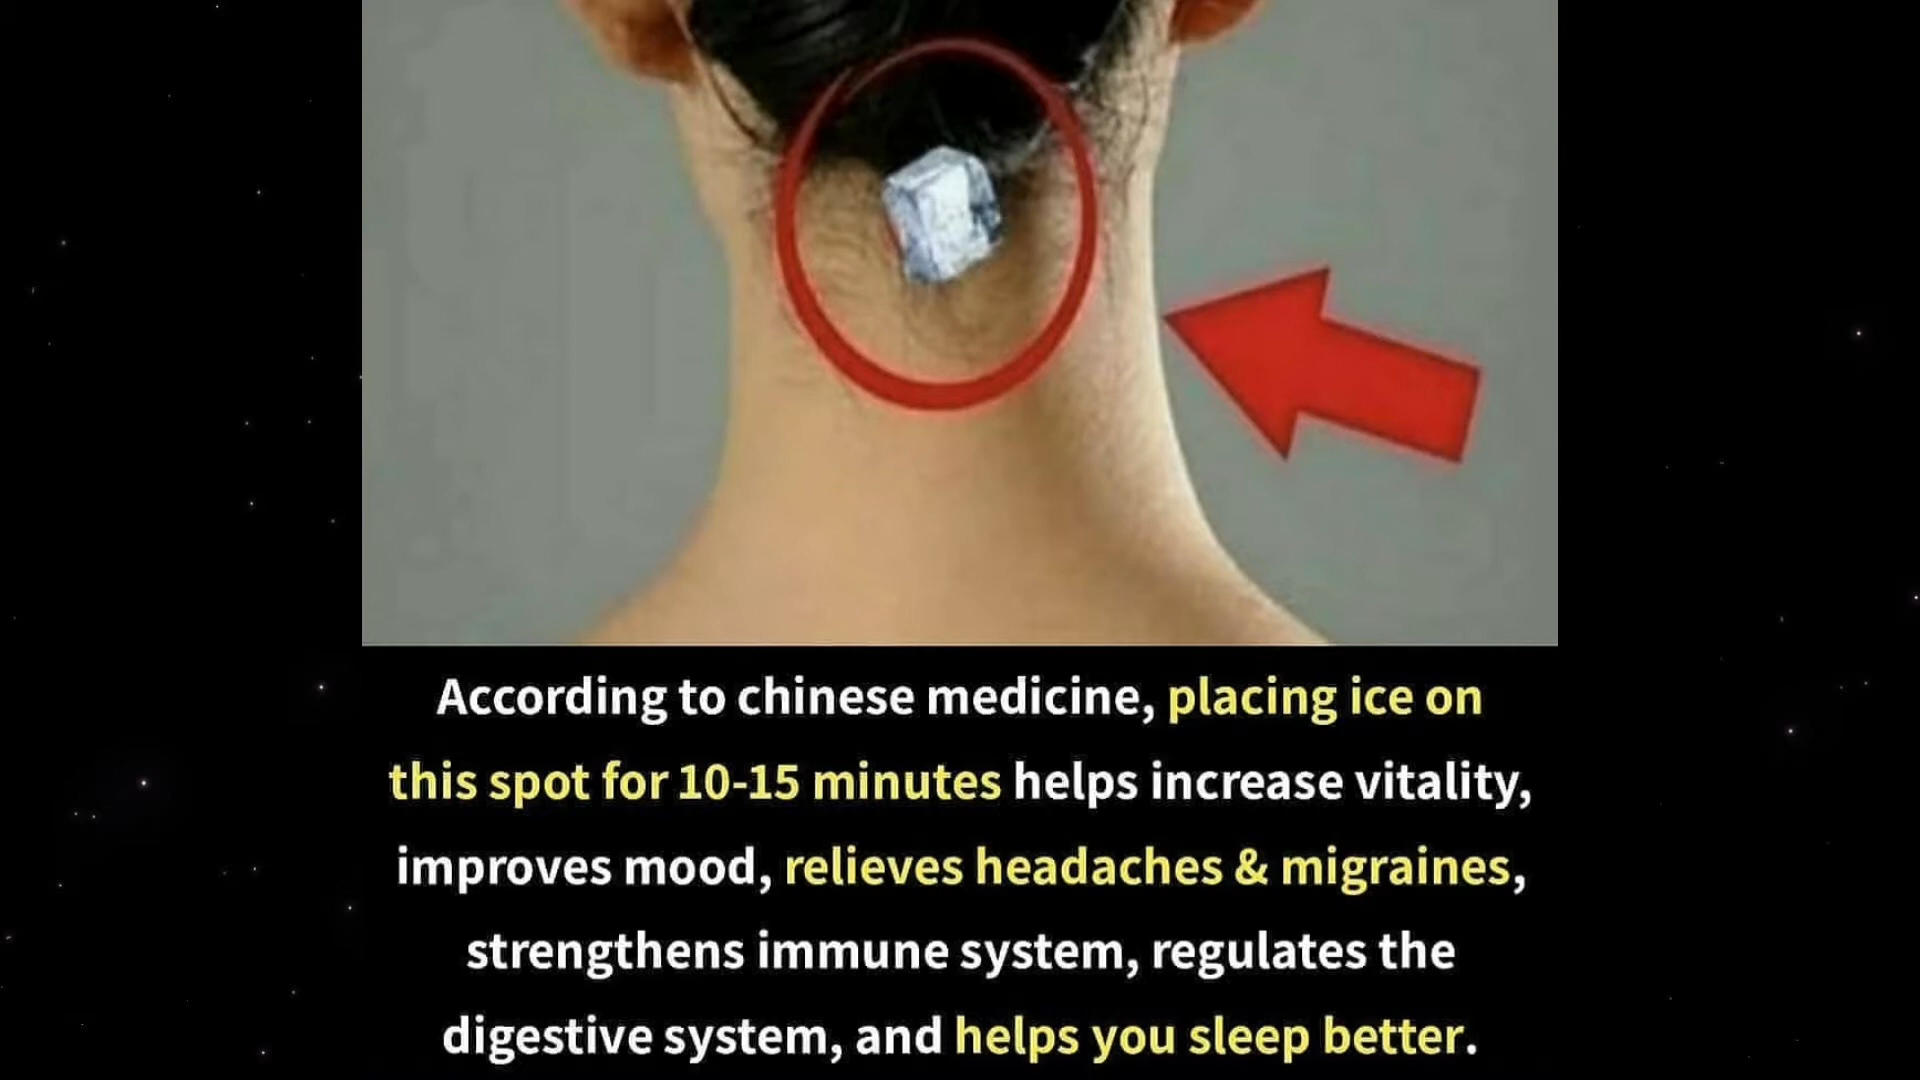 According to chinese medicine, placing ice on
this spot for 10-15 minutes helps increase vitality,
improves mood, relieves headaches & migraines,
strengthens immune system, regulates the
digestive system, and helps you sleep better.